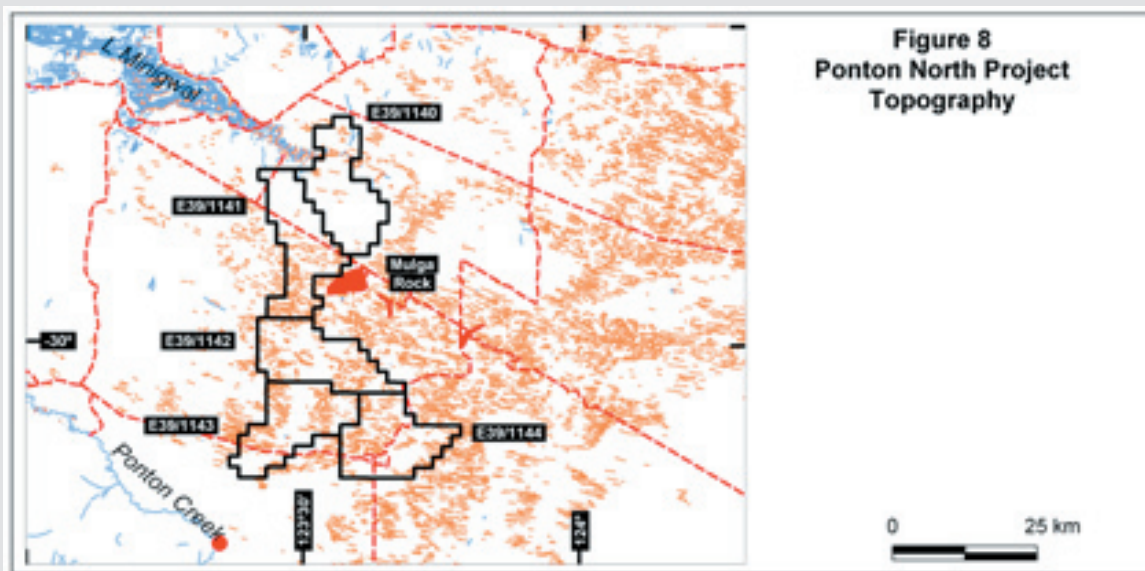 Figure 8
Ponton North Project
Topography
L Minigwal
E39/1140
E39/1141
Mulga
Rock
-30°
E39/1142
E39/1143
E39/1144
Ponton Creek
123°30'
124°
0 25 km